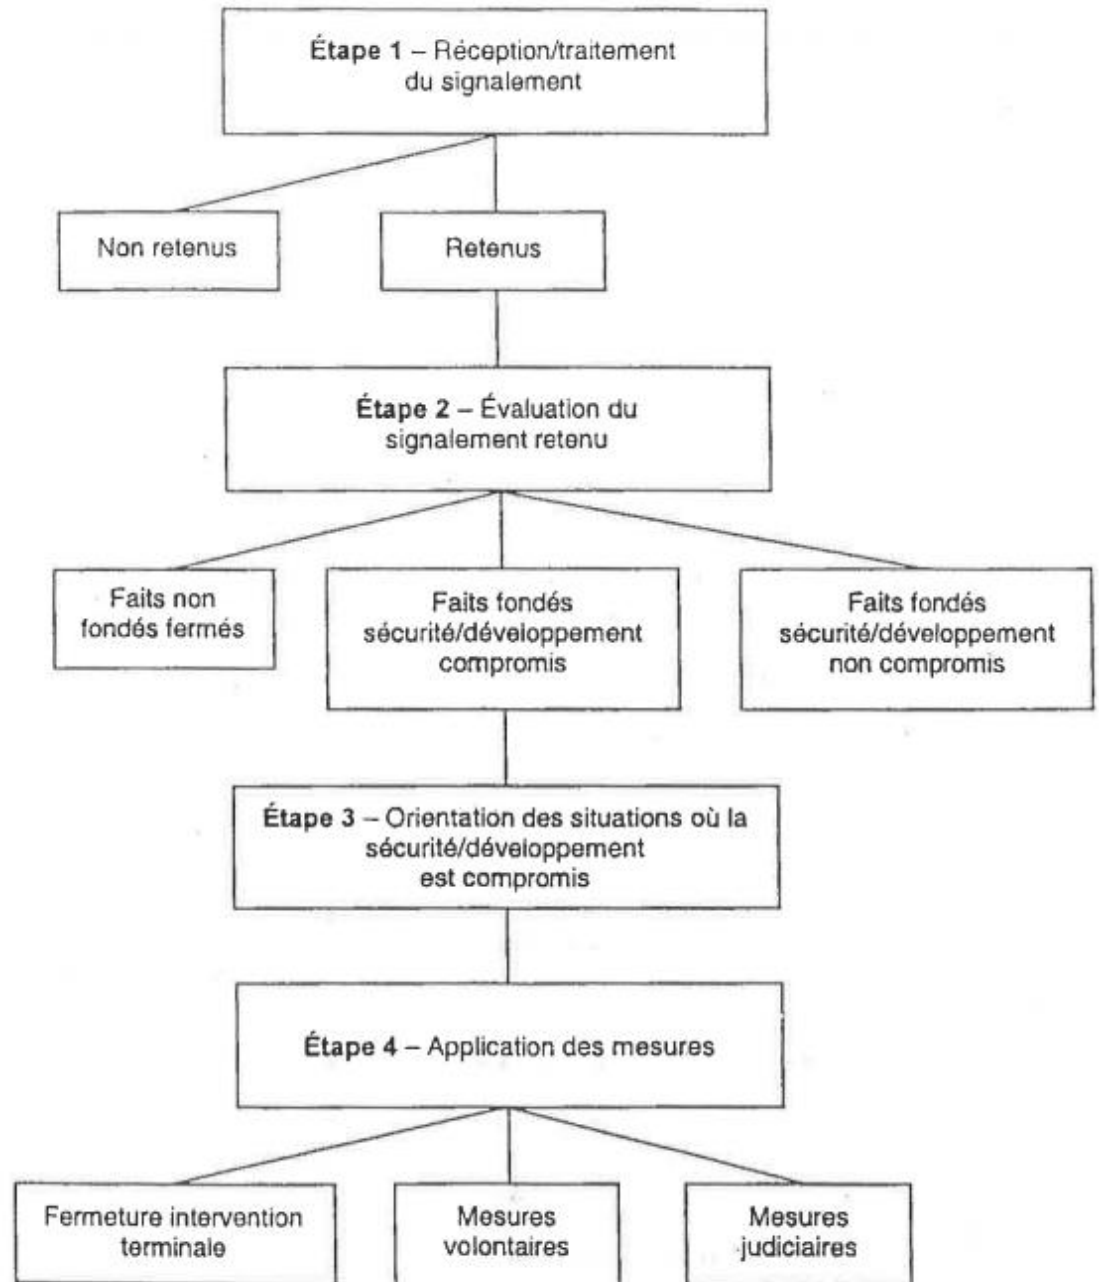 Étape 1 – Réception/traitement
du signalement
Non retenus
Retenus
Étape 2 – Évaluation du
signalement retenu
Faits non
fondés fermés
Faits fondés
sécurité/développement
compromis
Faits fondés
sécurité/développement
non compromis
Étape 3 – Orientation des situations où la
sécurité/développement
est compromis
Étape 4 – Application des mesures
Fermeture intervention
terminale
Mesures
volontaires
Mesures
judiciaires